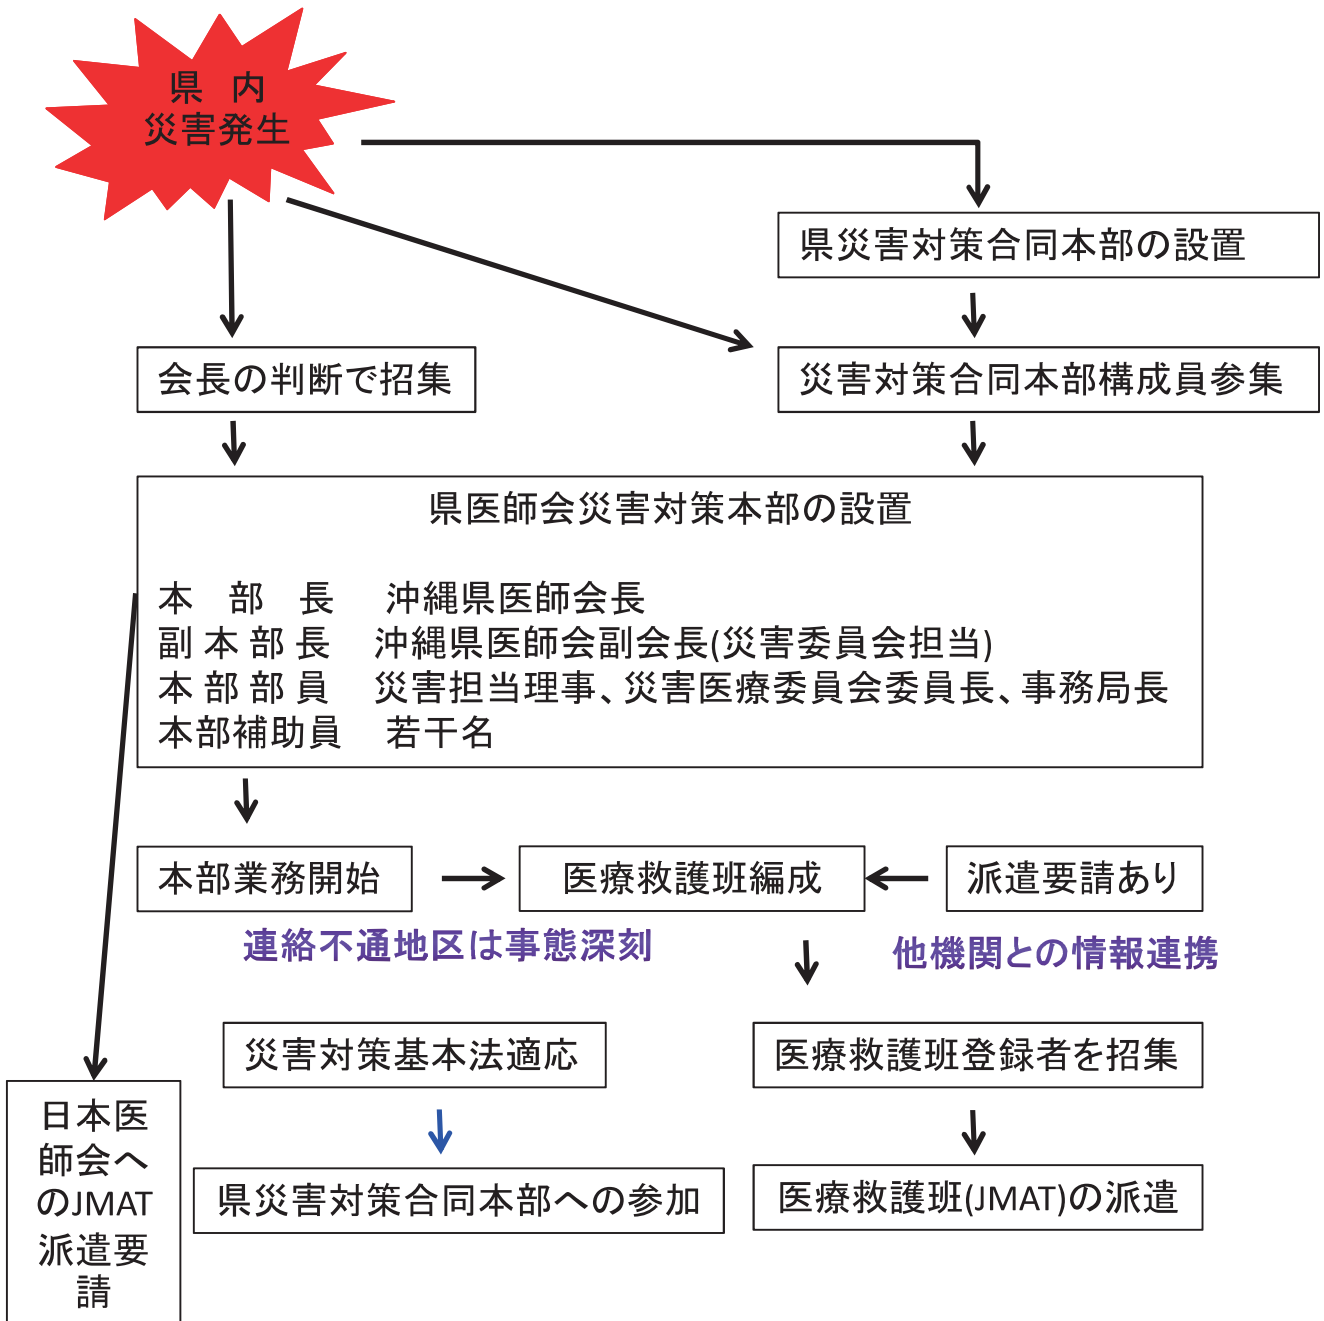 県　内
災害発生
県災害対策合同本部の設置
会長の判断で招集
災害対策合同本部構成員参集
県医師会災害対策本部の設置
本　部　長　沖縄県医師会長
副 本 部 長　沖縄県医師会副会長(災害委員会担当)
本 部 部 員　災害担当理事、災害医療委員会委員長、事務局長
本部補助員　若干名
本部業務開始
医療救護班編成
派遣要請あり
連絡不通地区は事態深刻
他機関との情報連携
災害対策基本法適応
医療救護班登録者を招集
日本医
師会へ
のJMAT
派遣要
請
県災害対策合同本部への参加
医療救護班(JMAT)の派遣